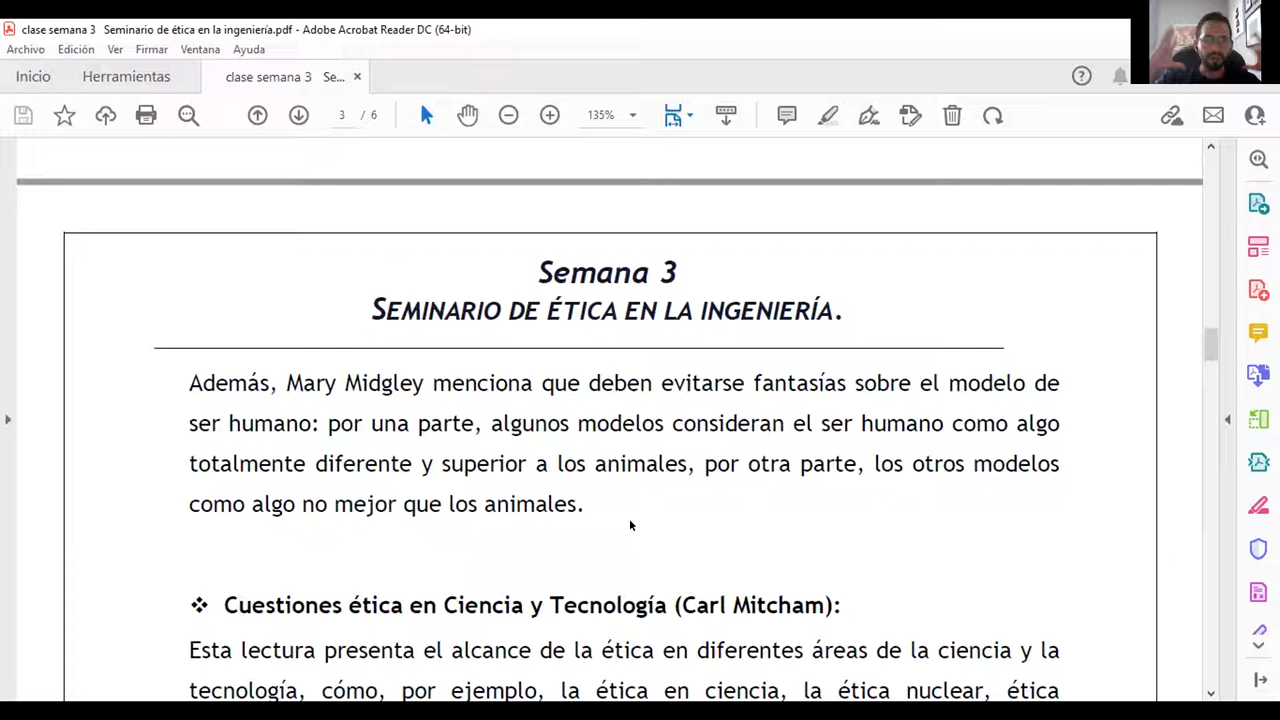 clase semana 3 Seminario de ética en la ingeniería.pdf - Adobe Acrobat Reader DC (64-bit)
Archivo Edición Ver Firmar Ventana Ayuda
Inicio Herramientas clase semana 3 Se...
3 / 6 135%
Semana 3
SEMINARIO DE ÉTICA EN LA INGENIERÍA.
Además, Mary Midgley menciona que deben evitarse fantasías sobre el modelo de
ser humano: por una parte, algunos modelos consideran el ser humano como algo
totalmente diferente y superior a los animales, por otra parte, los otros modelos
como algo no mejor que los animales.
❖ Cuestiones ética en Ciencia y Tecnología (Carl Mitcham):
Esta lectura presenta el alcance de la ética en diferentes áreas de la ciencia y la
tecnología, cómo, por ejemplo, la ética en ciencia, la ética nuclear, ética